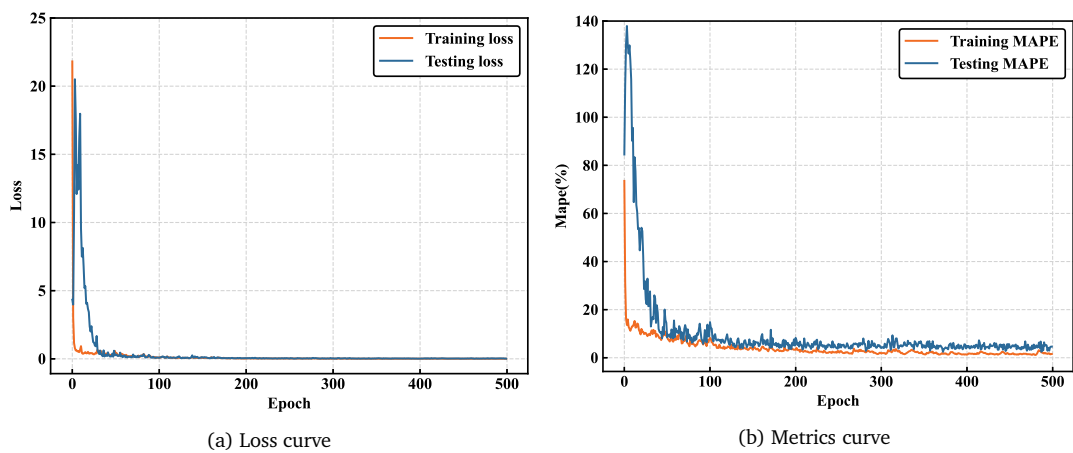 25
20
15
10
5
0
Loss
0 100 200 300 400 500
Epoch
Training loss
Testing loss
(a) Loss curve
140
120
100
80
60
40
20
0
Mape(%)
0 100 200 300 400 500
Epoch
Training MAPE
Testing MAPE
(b) Metrics curve